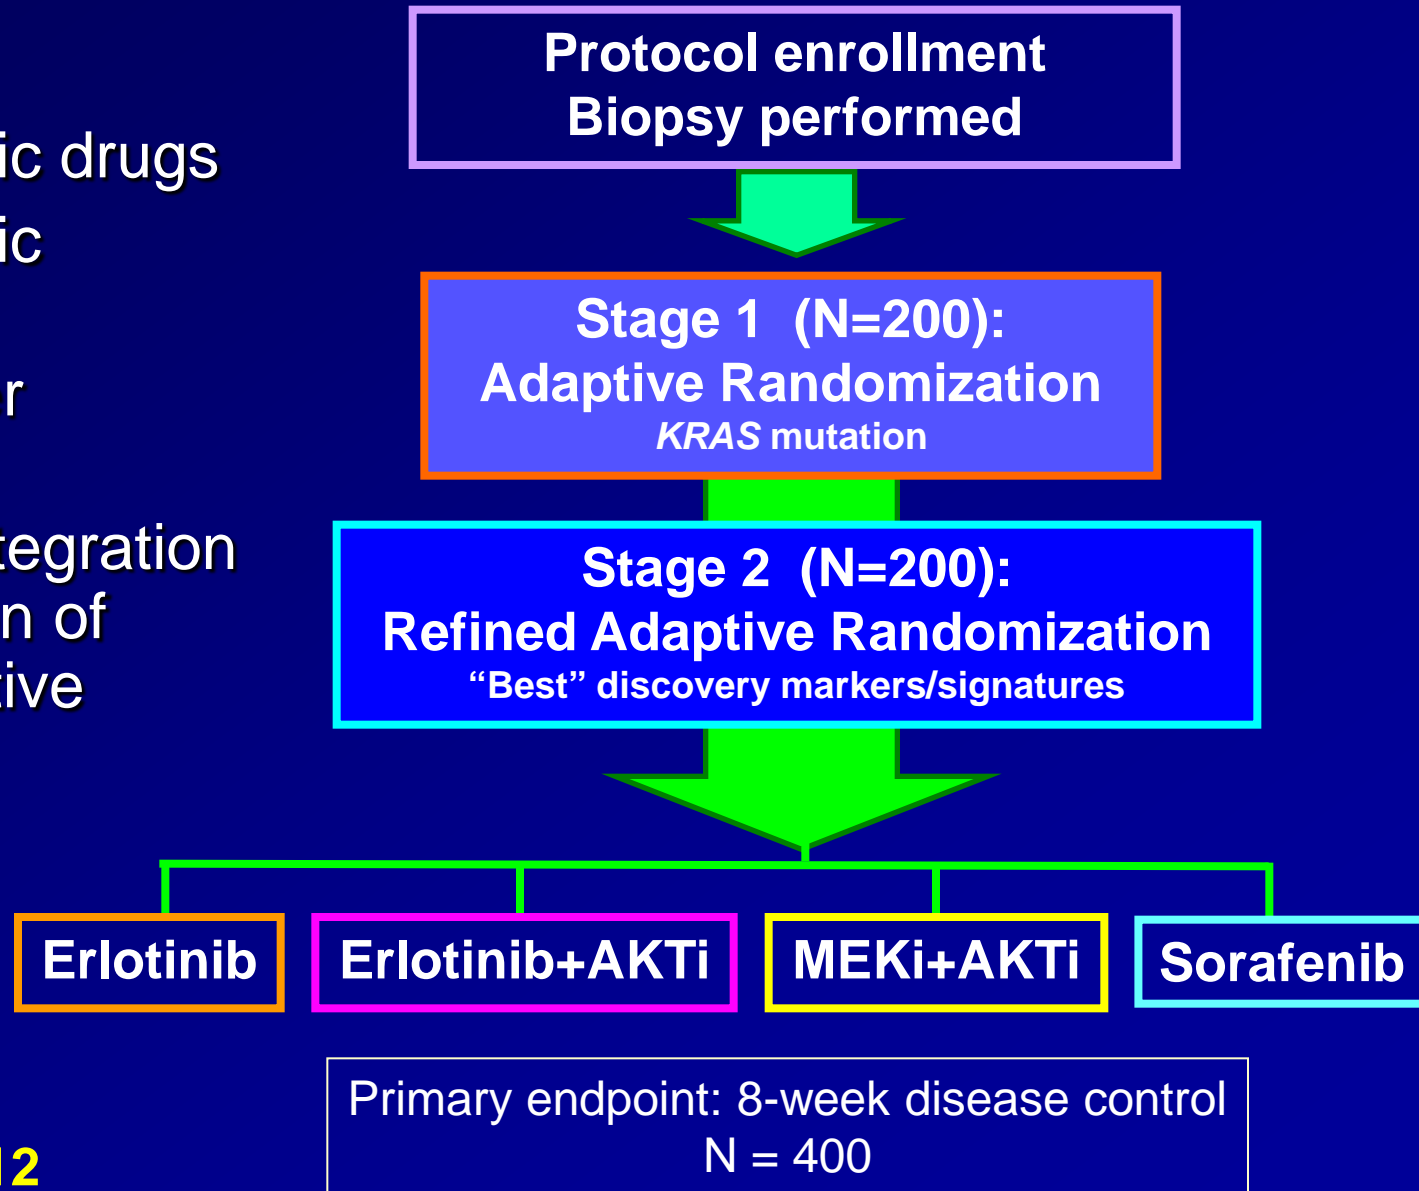 ic drugs
ic
r
tegration
n of
tive
12
Protocol enrollment
Biopsy performed
Stage 1  (N=200):
Adaptive Randomization
KRAS mutation
Stage 2  (N=200):
Refined Adaptive Randomization
“Best” discovery markers/signatures
Erlotinib
Erlotinib+AKTi
MEKi+AKTi
Sorafenib
Primary endpoint: 8-week disease control
N = 400